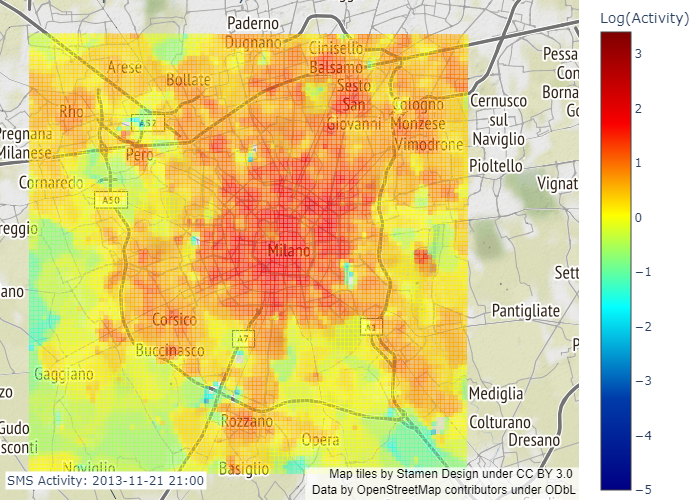 Paderno
Dugnano
Cinisello
Balsamo
Arese
Bollate
Sesto
San
Giovanni
Cologno
Monzese
Vimodrone
Cernusco
sul
Naviglio
Pioltello
Pessa
Con
Borna
Go
Vignat
Rho
A52
Pregnana
Milanese
Pero
Cornaredo
A50
reggio
Milano
Sett
ano
Pantigliate
Corsico
A7
A3
P
Buccinasco
Gaggiano
zo
Mediglia
Rozzano
Colturano
Dresano
Gudo
sconti
Opera
Noviglio
Basiglio
SMS Activity: 2013-11-21 21:00
Map tiles by Stamen Design under CC BY 3.0
Data by OpenStreetMap contributors under ODbL
Log(Activity)
3
2
1
0
−1
−2
−3
−4
−5